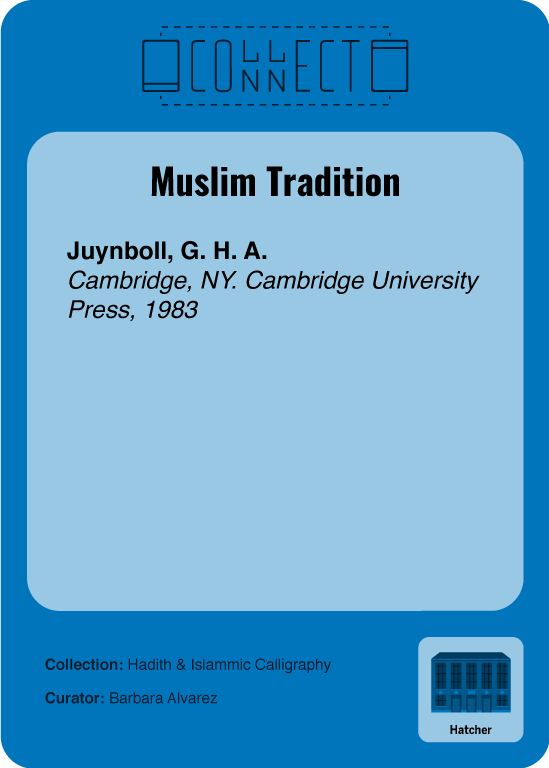 COLLECT
CONNECT
Muslim Tradition
Juynboll, G. H. A.
Cambridge, NY. Cambridge University
Press, 1983
Collection: Hadith & Islammic Calligraphy
Curator: Barbara Alvarez
Hatcher